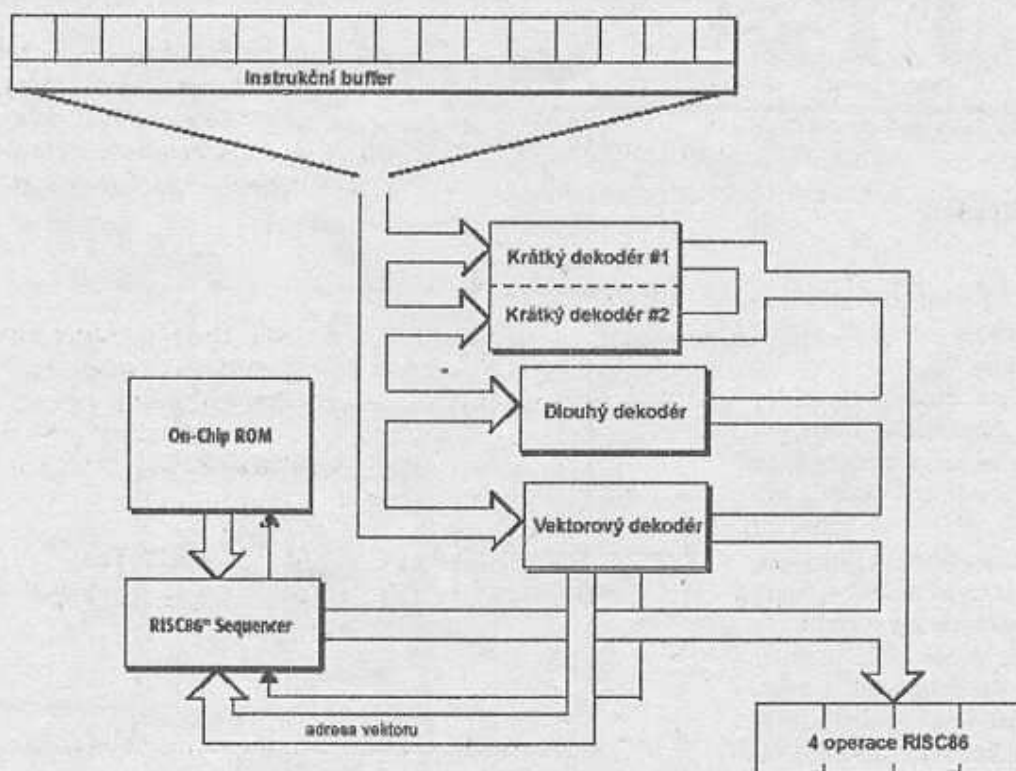 Instrukční buffer
Krátký dekodér #1
Krátký dekodér #2
Dlouhý dekodér
On-Chip ROM
Vektorový dekodér
RISC86™ Sequencer
adresa vektoru
4 operace RISC86